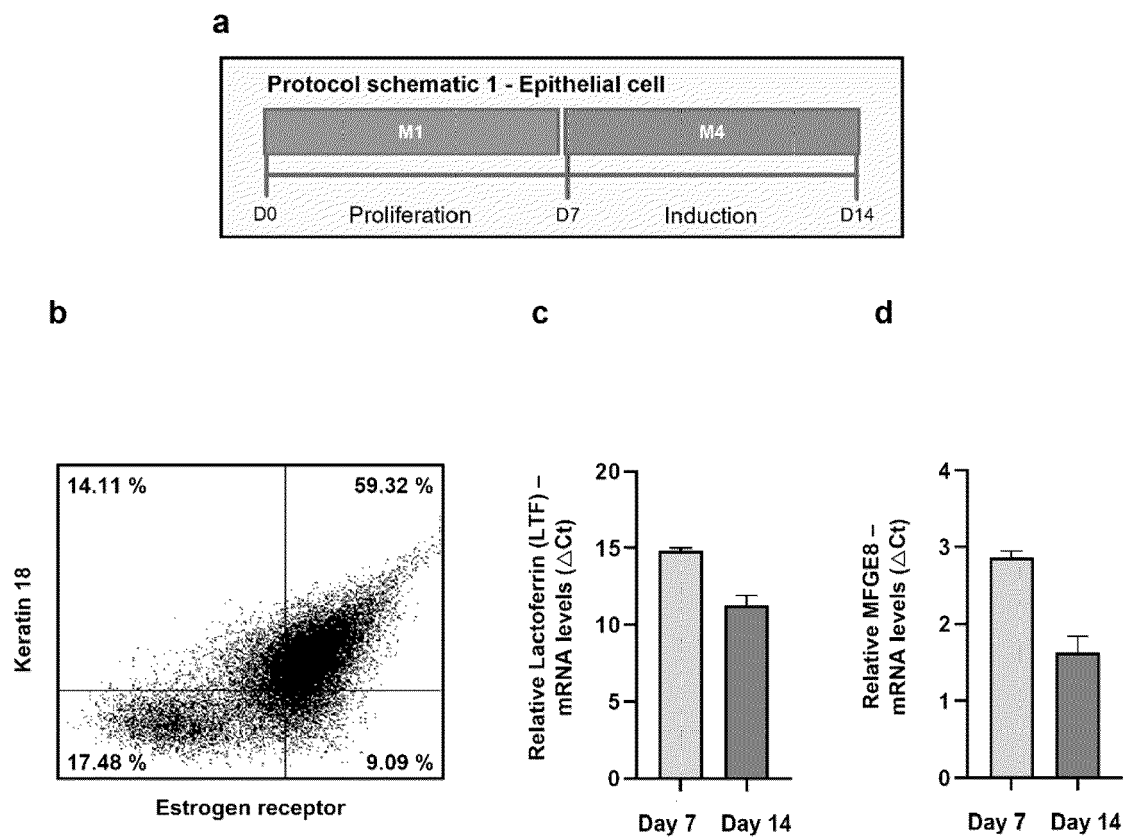 a
Protocol schematic 1 - Epithelial cell
M1
M4
D0
Proliferation
D7
Induction
D14
b
14.11 %
59.32 %
17.48 %
9.09 %
Keratin 18
Estrogen receptor
c
Relative Lactoferrin (LTF) –
mRNA levels (△Ct)
20
15
10
5
0
Day 7
Day 14
d
Relative MFGE8 –
mRNA levels (△Ct)
4
3
2
1
0
Day 7
Day 14